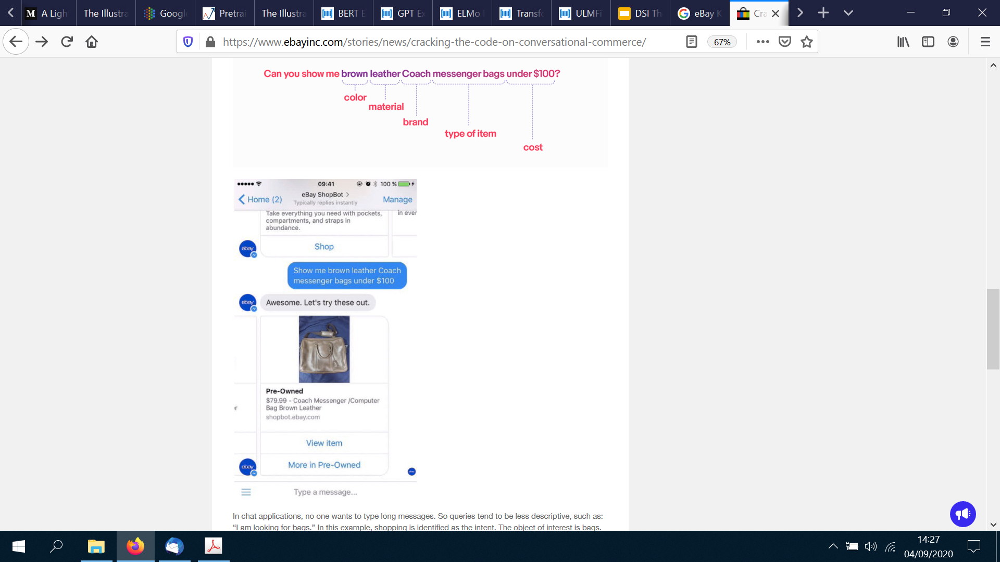 A Ligh
The Illustra
Google
Pretrai
The Illustra
BERT E
GPT Ex
ELMo
Transfo
ULMFi
DSI Th
eBay K
Cra
https://www.ebayinc.com/stories/news/cracking-the-code-on-conversational-commerce/
67%
Can you show me brown leather Coach messenger bags under $100?
color
material
brand
type of item
cost
09:41
100 %
Home (2)
eBay ShopBot
Typically replies instantly
Manage
Take everything you need with pockets,
compartments, and straps in
abundance.
in ever
Shop
ebay
Show me brown leather Coach
messenger bags under $100
ebay
Awesome. Let's try these out.
Pre-Owned
$79.99 - Coach Messenger /Computer
Bag Brown Leather
shopbot.ebay.com
er
View item
More in Pre-Owned
ebay
Type a message...
In chat applications, no one wants to type long messages. So queries tend to be less descriptive, such as:
“I am looking for bags.” In this example, shopping is identified as the intent. The object of interest is bags.
14:27
04/09/2020